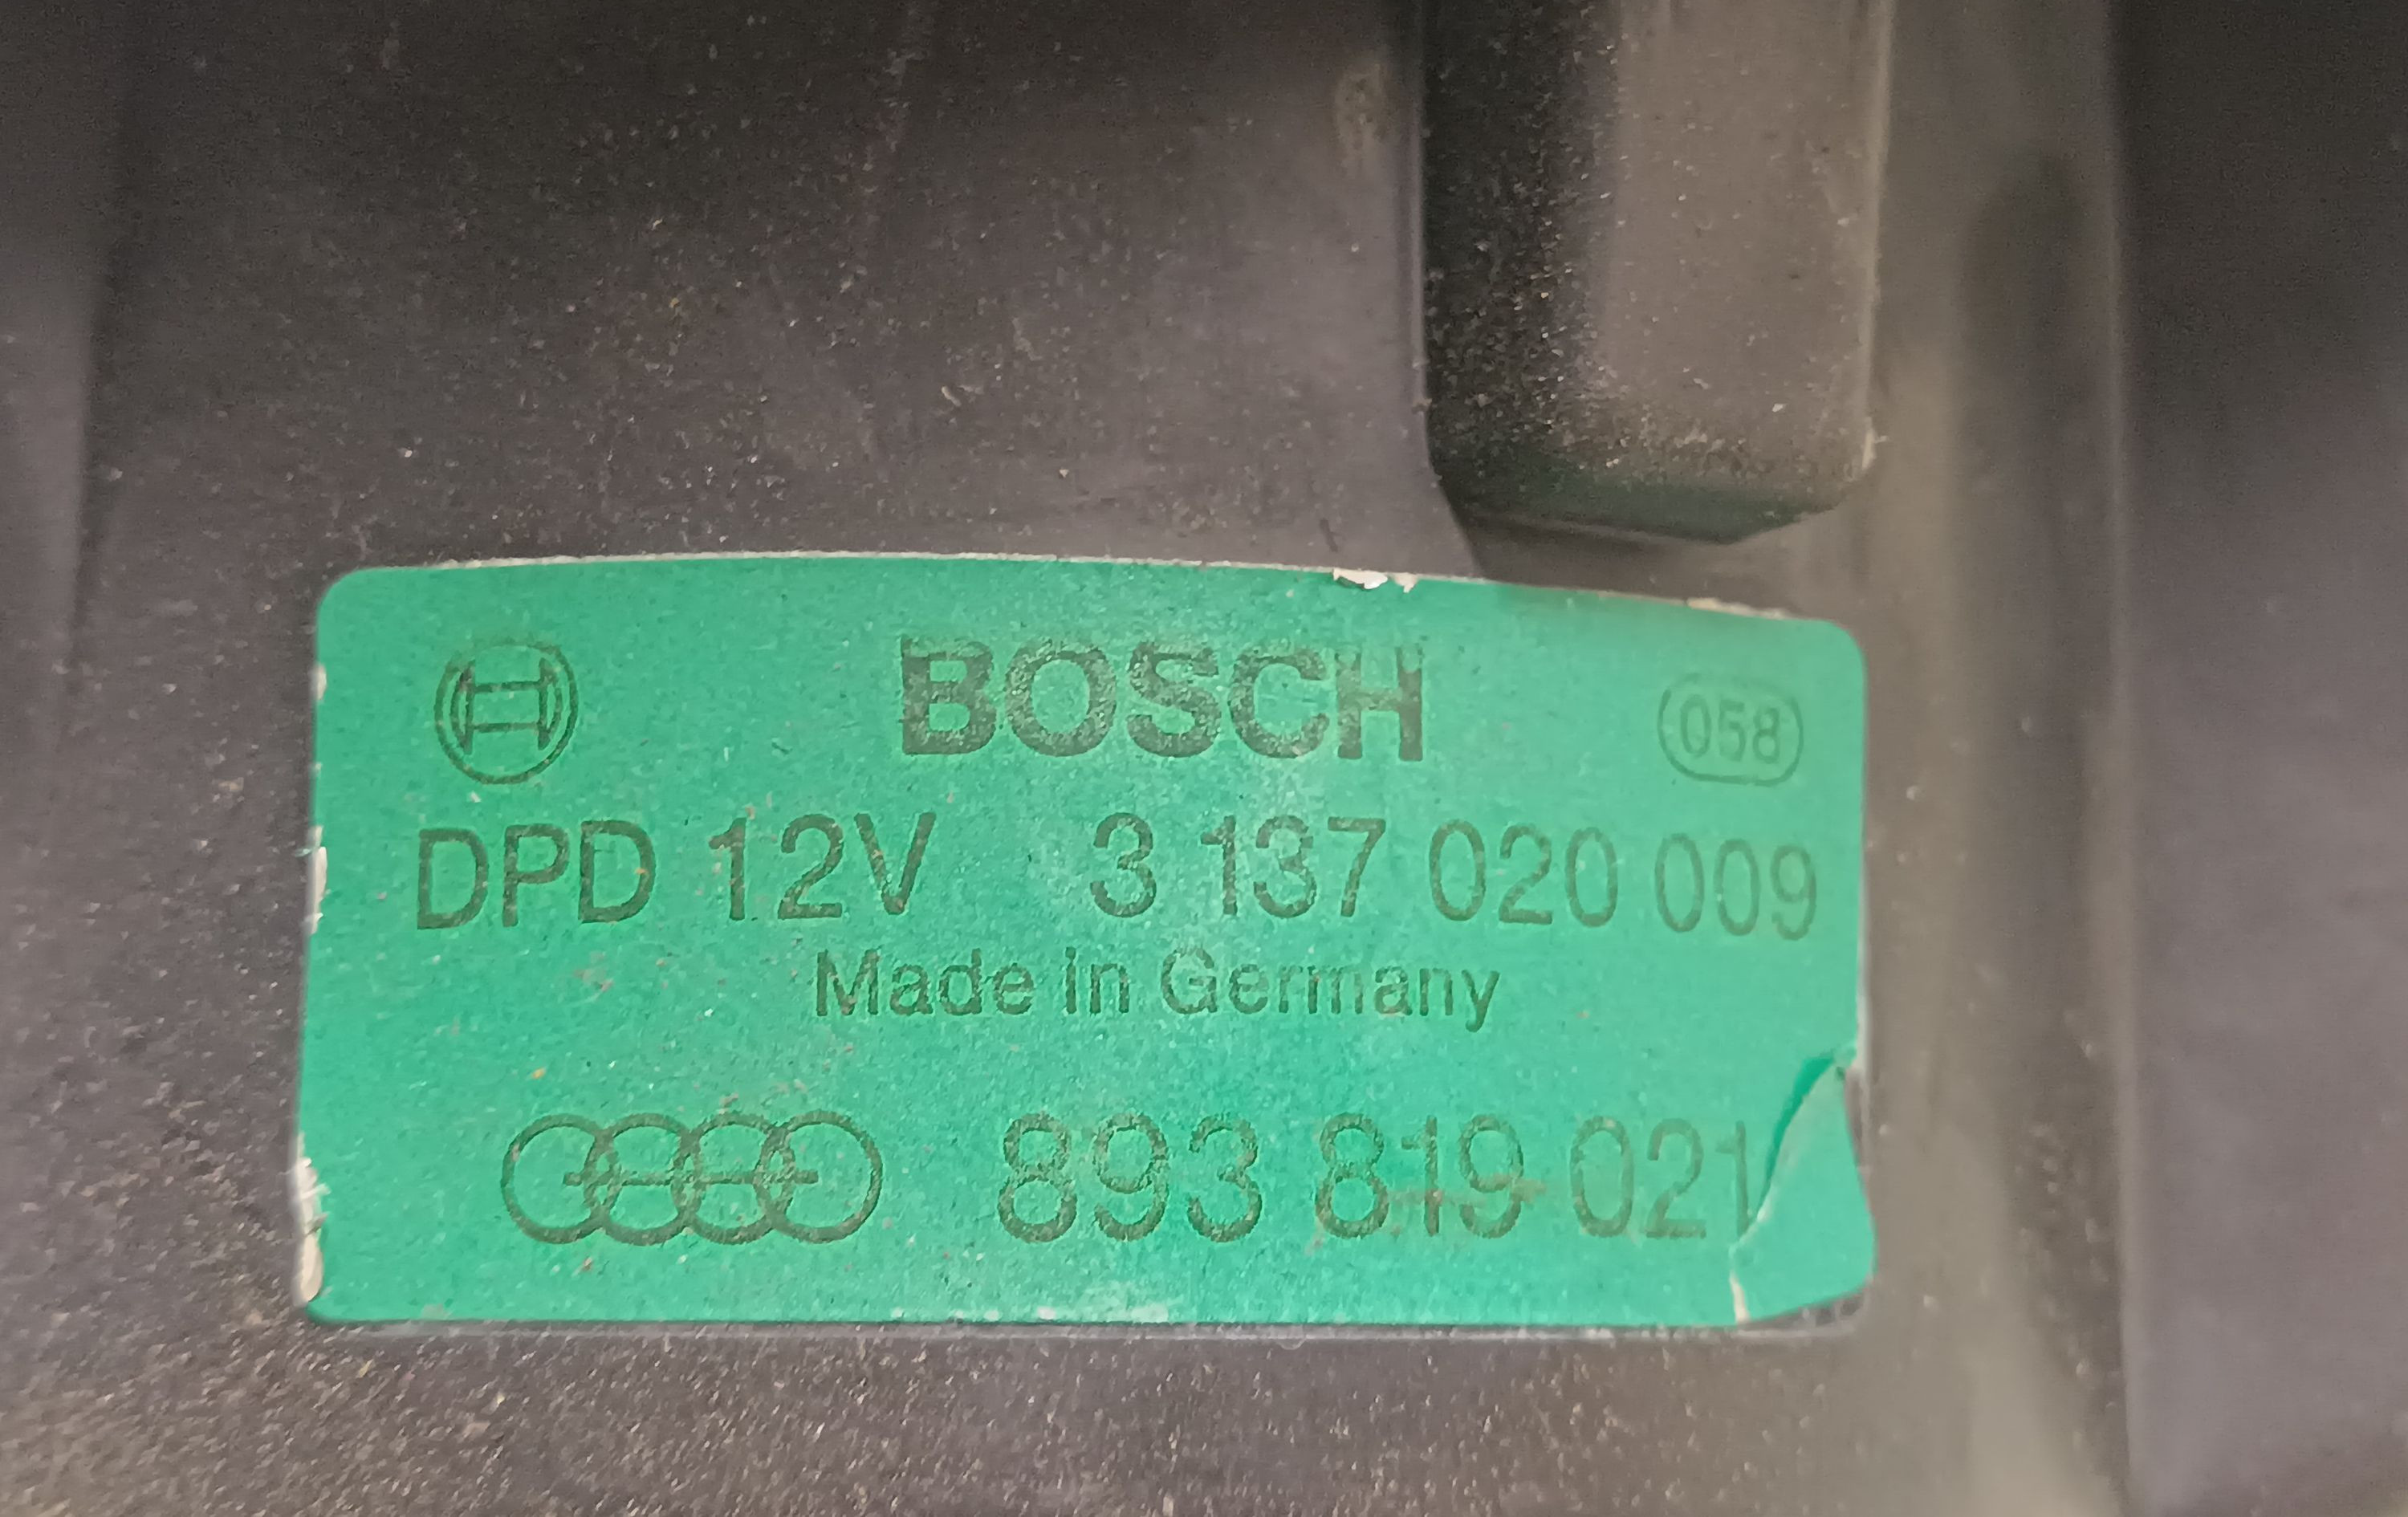 BOSCH 058
DPD 12V 3 137 020 009
Made in Germany
893 819 021